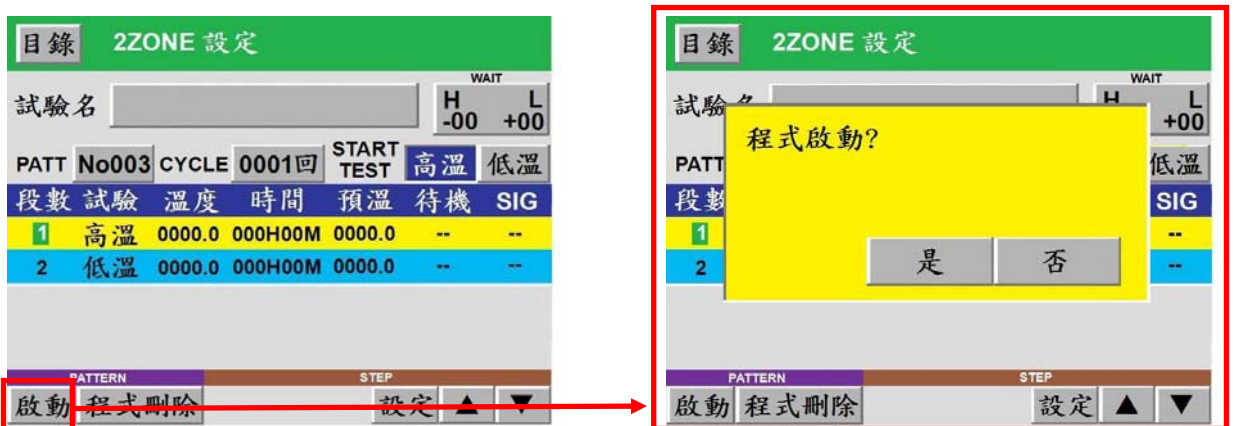 目錄 2ZONE 設定
WAIT
試驗名 H L
-00 +00
PATT No003 CYCLE 0001回 START TEST 高溫 低溫
段數 試驗 溫度 時間 預溫 待機 SIG
1 高溫 0000.0 000H00M 0000.0 -- --
2 低溫 0000.0 000H00M 0000.0 -- --
PATTERN STEP
啟動 程式刪除 設定 ▲ ▼
目錄 2ZONE 設定
WAIT
試驗名 H L
+00
程式啟動?
PATT 低溫
段數 SIG
1 --
2 --
是 否
PATTERN STEP
啟動 程式刪除 設定 ▲ ▼